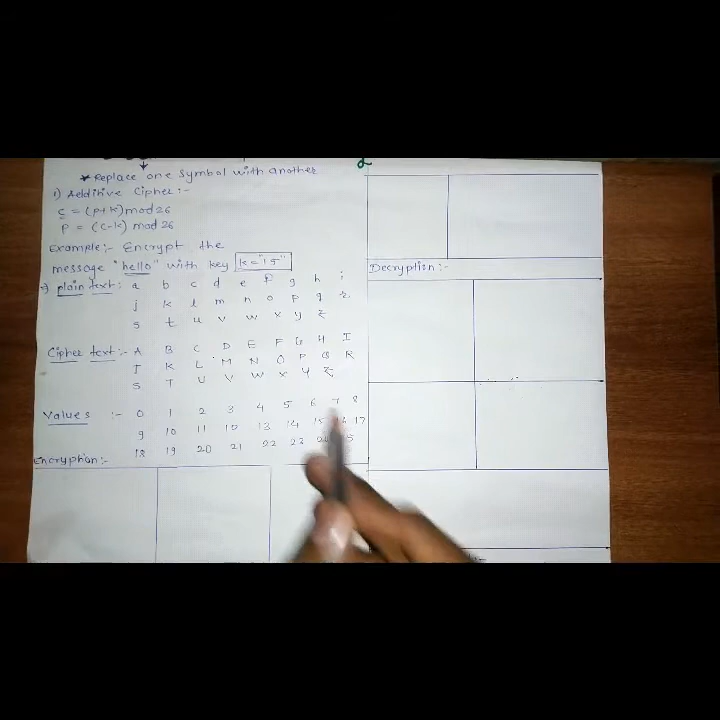 * Replace one symbol with another
1) Additive Cipher:-
C = (P+K) mod 26
P = (C-K) mod 26
Example:- Encrypt the
message "hello" with key K="15"
plain text: a b c d e f g h i
j k l m n o p q r
s t u v w x y z
Cipher text:- A B C D E F G H I
J K L M N O P Q R
S T U V W X Y Z
Values :- 0 1 2 3 4 5 6 7 8
9 10 11 12 13 14 15 16 17
18 19 20 21 22 23 24 25
Encryption:-
Decryption:-